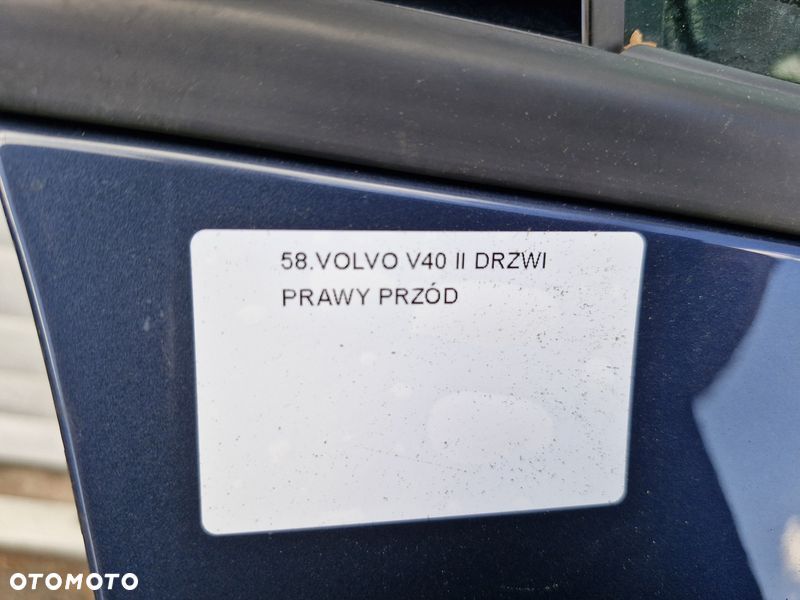 58.VOLVO V40 II DRZWI
PRAWY PRZÓD
OTOMOTO